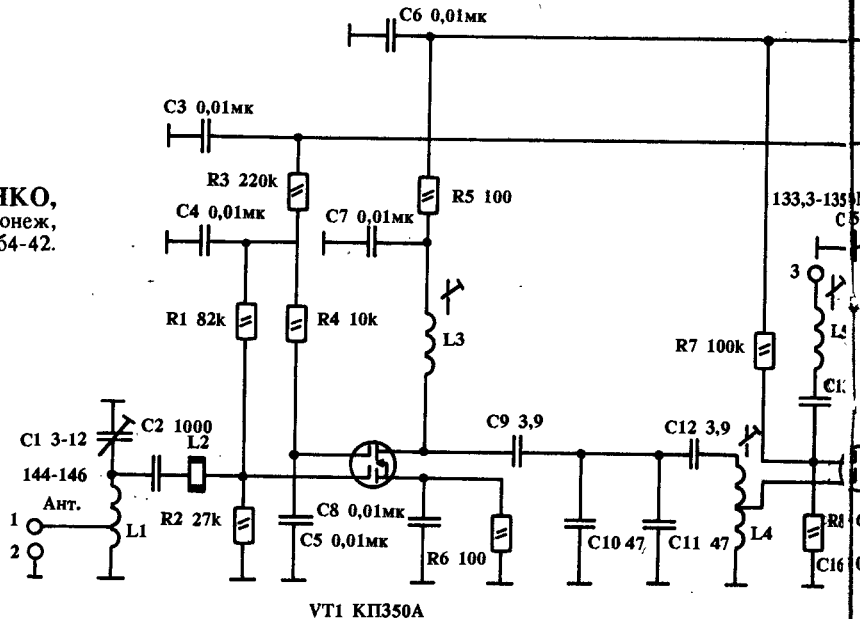 C6 0,01мк
C3 0,01мк
R3 220k
R5 100
C4 0,01мк
C7 0,01мк
133,3-135
3
R1 82k
R4 10k
L3
R7 100k
C1 3-12
C2 1000
L2
C9 3,9
C12 3,9
144-146
Ант.
1
2
L1
R2 27k
C8 0,01мк
C5 0,01мк
R6 100
C10 47
C11 47
L4
C16
VT1 КП350А
НКО,
онеж,
54-42.